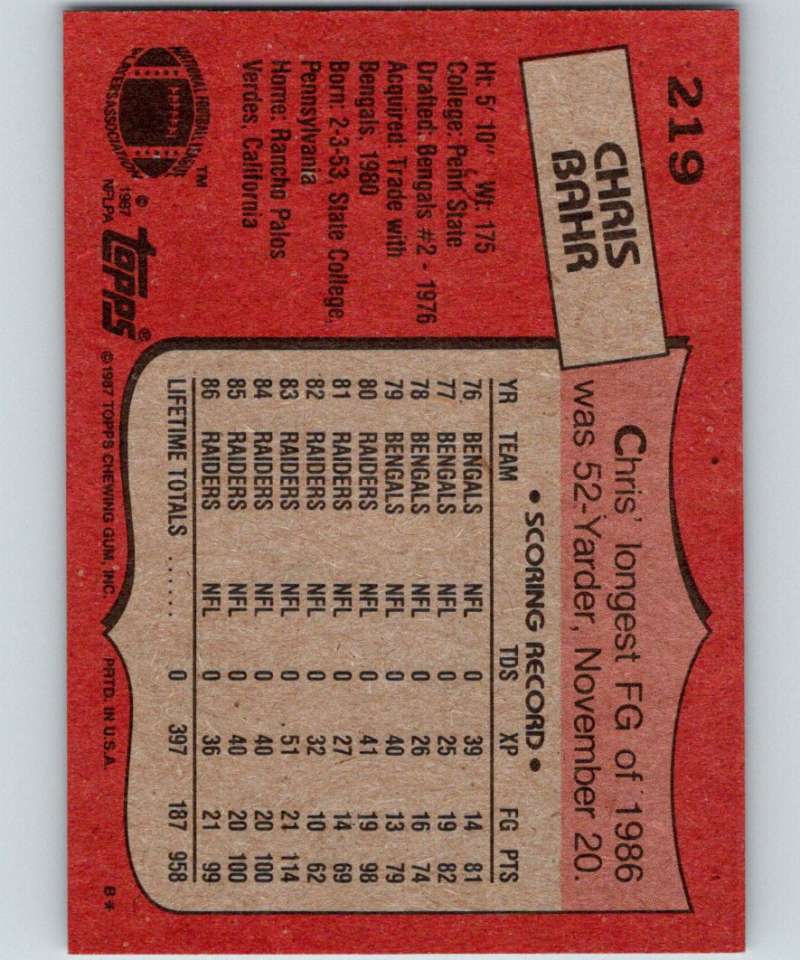 219
CHRIS
BAHR
Ht: 5' 10" Wt: 175
College: Penn State
Drafted: Bengals #2 - 1976
Acquired: Trade with
Bengals, 1980
Born: 2-3-53, State College,
Pennsylvania
Home: Rancho Palos
Verdes, California
NATIONAL FOOTBALL LEAGUE
PLAYERS ASSOCIATION
TM
© 1987
NFLPA
topps ©
Chris' longest FG of 1986
was 52-Yarder, November 20.
• SCORING RECORD •
YR TEAM TDS XP FG PTS
76 BENGALS NFL 0 39 14 81
77 BENGALS NFL 0 25 19 82
78 BENGALS NFL 0 26 16 74
79 BENGALS NFL 0 40 13 79
80 RAIDERS NFL 0 41 19 98
81 RAIDERS NFL 0 27 14 69
82 RAIDERS NFL 0 32 10 62
83 RAIDERS NFL 0 51 21 114
84 RAIDERS NFL 0 40 20 100
85 RAIDERS NFL 0 40 20 100
86 RAIDERS NFL 0 36 21 99
LIFETIME TOTALS ...... 0 397 187 958
©1987 TOPPS CHEWING GUM, INC. PRTD. IN U.S.A. B*